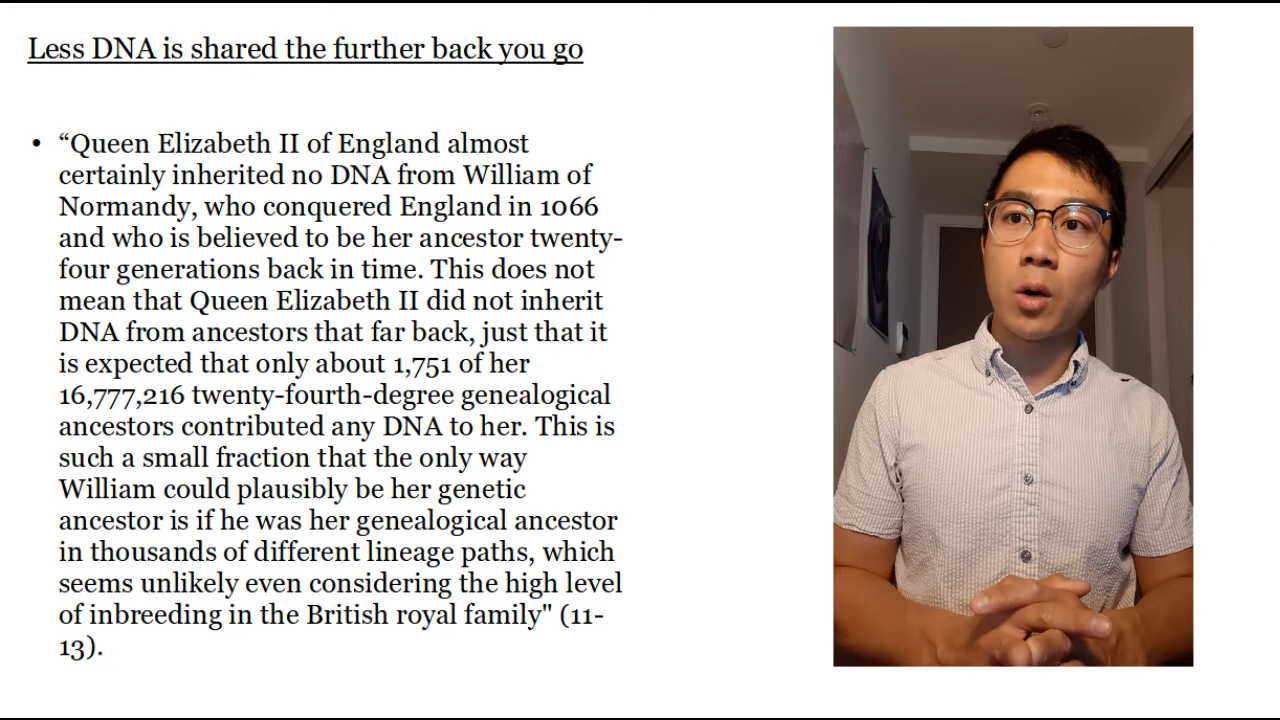 Less DNA is shared the further back you go
• “Queen Elizabeth II of England almost
certainly inherited no DNA from William of
Normandy, who conquered England in 1066
and who is believed to be her ancestor twenty-
four generations back in time. This does not
mean that Queen Elizabeth II did not inherit
DNA from ancestors that far back, just that it
is expected that only about 1,751 of her
16,777,216 twenty-fourth-degree genealogical
ancestors contributed any DNA to her. This is
such a small fraction that the only way
William could plausibly be her genetic
ancestor is if he was her genealogical ancestor
in thousands of different lineage paths, which
seems unlikely even considering the high level
of inbreeding in the British royal family" (11-
13).